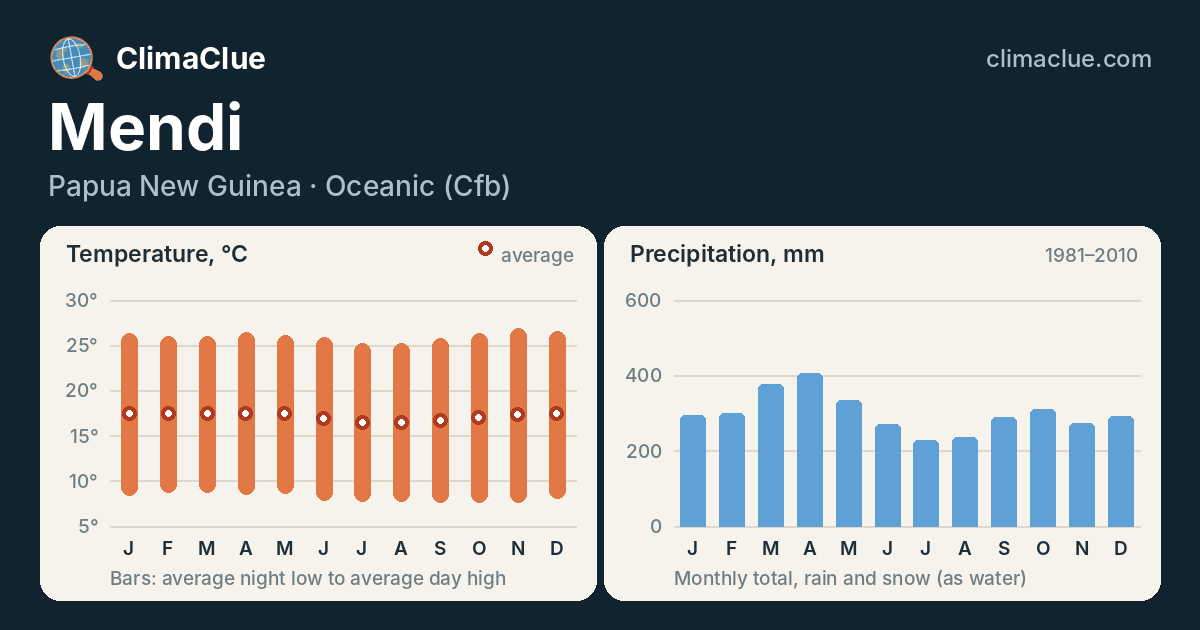 ClimaClue
climaclue.com
Mendi
Papua New Guinea · Oceanic (Cfb)
Temperature, °C
average
30°
25°
20°
15°
10°
5°
J F M A M J J A S O N D
Bars: average night low to average day high
Precipitation, mm
1981–2010
600
400
200
0
J F M A M J J A S O N D
Monthly total, rain and snow (as water)